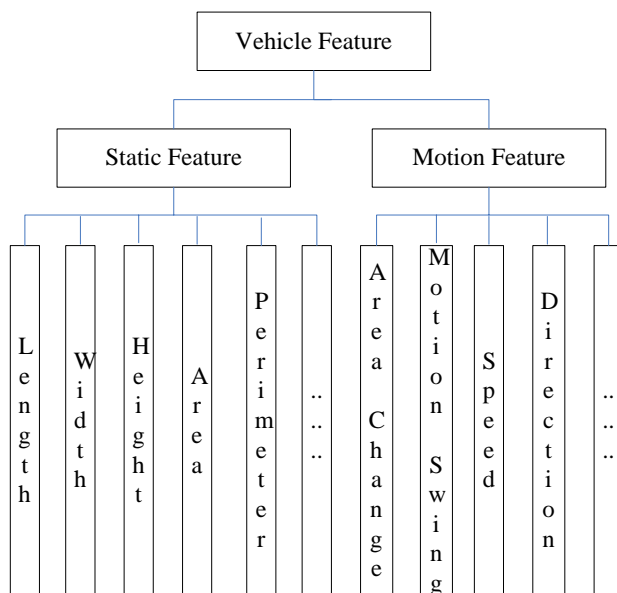 Vehicle Feature
Static Feature
Motion Feature
Length
Width
Height
Area
Perimeter
......
Area Change
Motion Swing
Speed
Direction
......